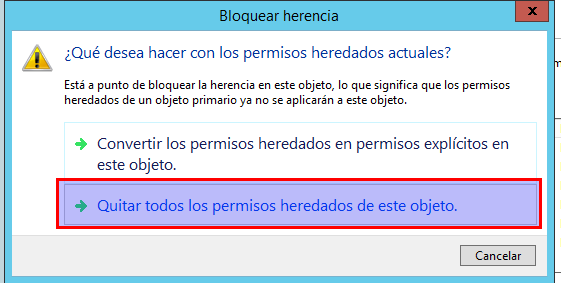 Bloquear herencia
x
¿Qué desea hacer con los permisos heredados actuales?
Está a punto de bloquear la herencia en este objeto, lo que significa que los permisos
heredados de un objeto primario ya no se aplicarán a este objeto.
Convertir los permisos heredados en permisos explícitos en
este objeto.
Quitar todos los permisos heredados de este objeto.
Cancelar